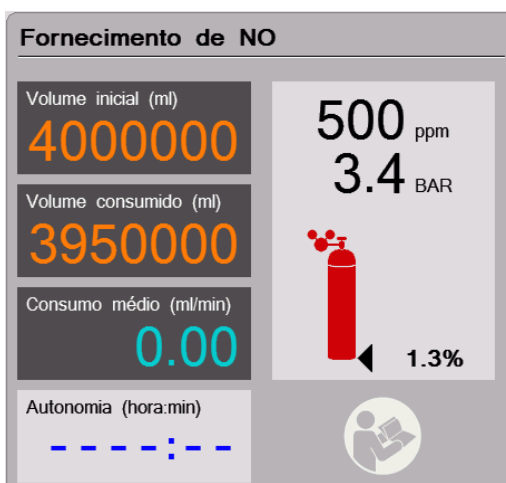 Fornecimento de NO
Volume inicial (ml)
4000000
Volume consumido (ml)
3950000
Consumo médio (ml/min)
0.00
Autonomia (hora:min)
----:--
500 ppm
3.4 BAR
1.3%